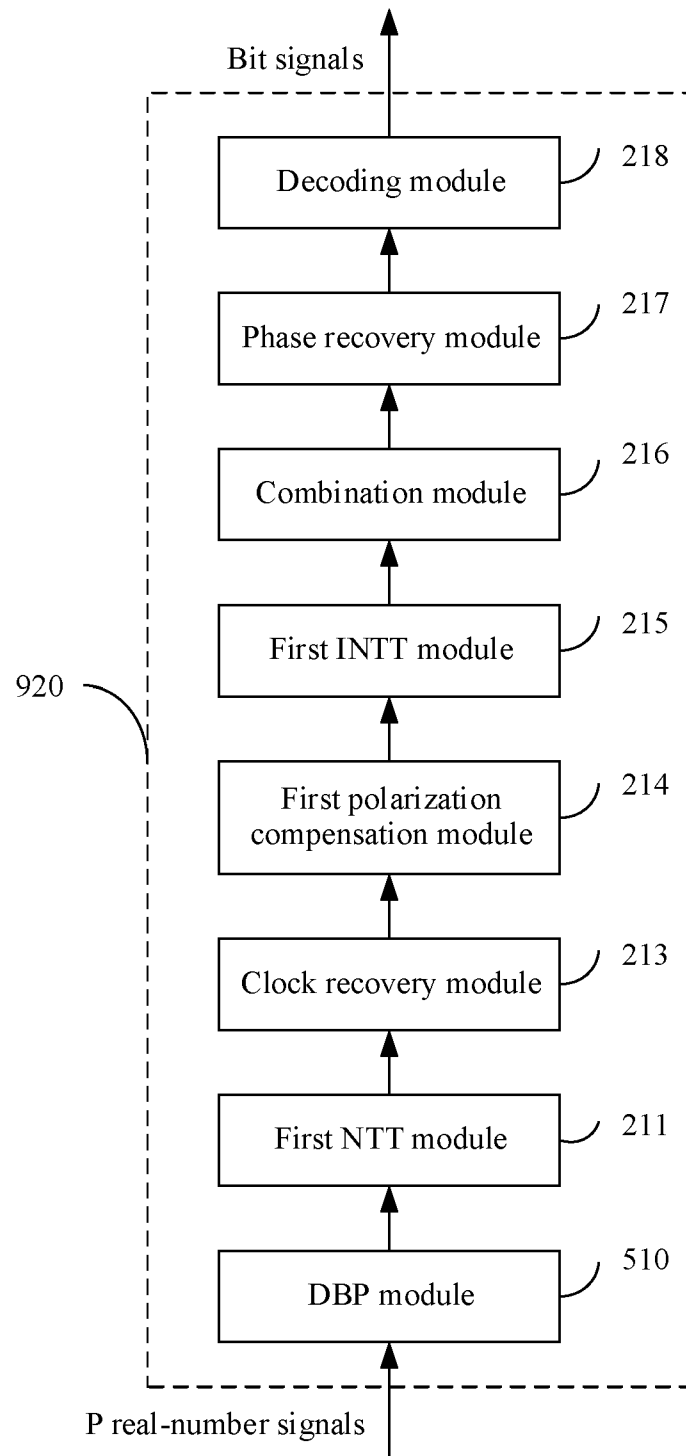 Bit signals
Decoding module
218
Phase recovery module
217
Combination module
216
First INTT module
215
920
First polarization
compensation module
214
Clock recovery module
213
First NTT module
211
DBP module
510
P real-number signals